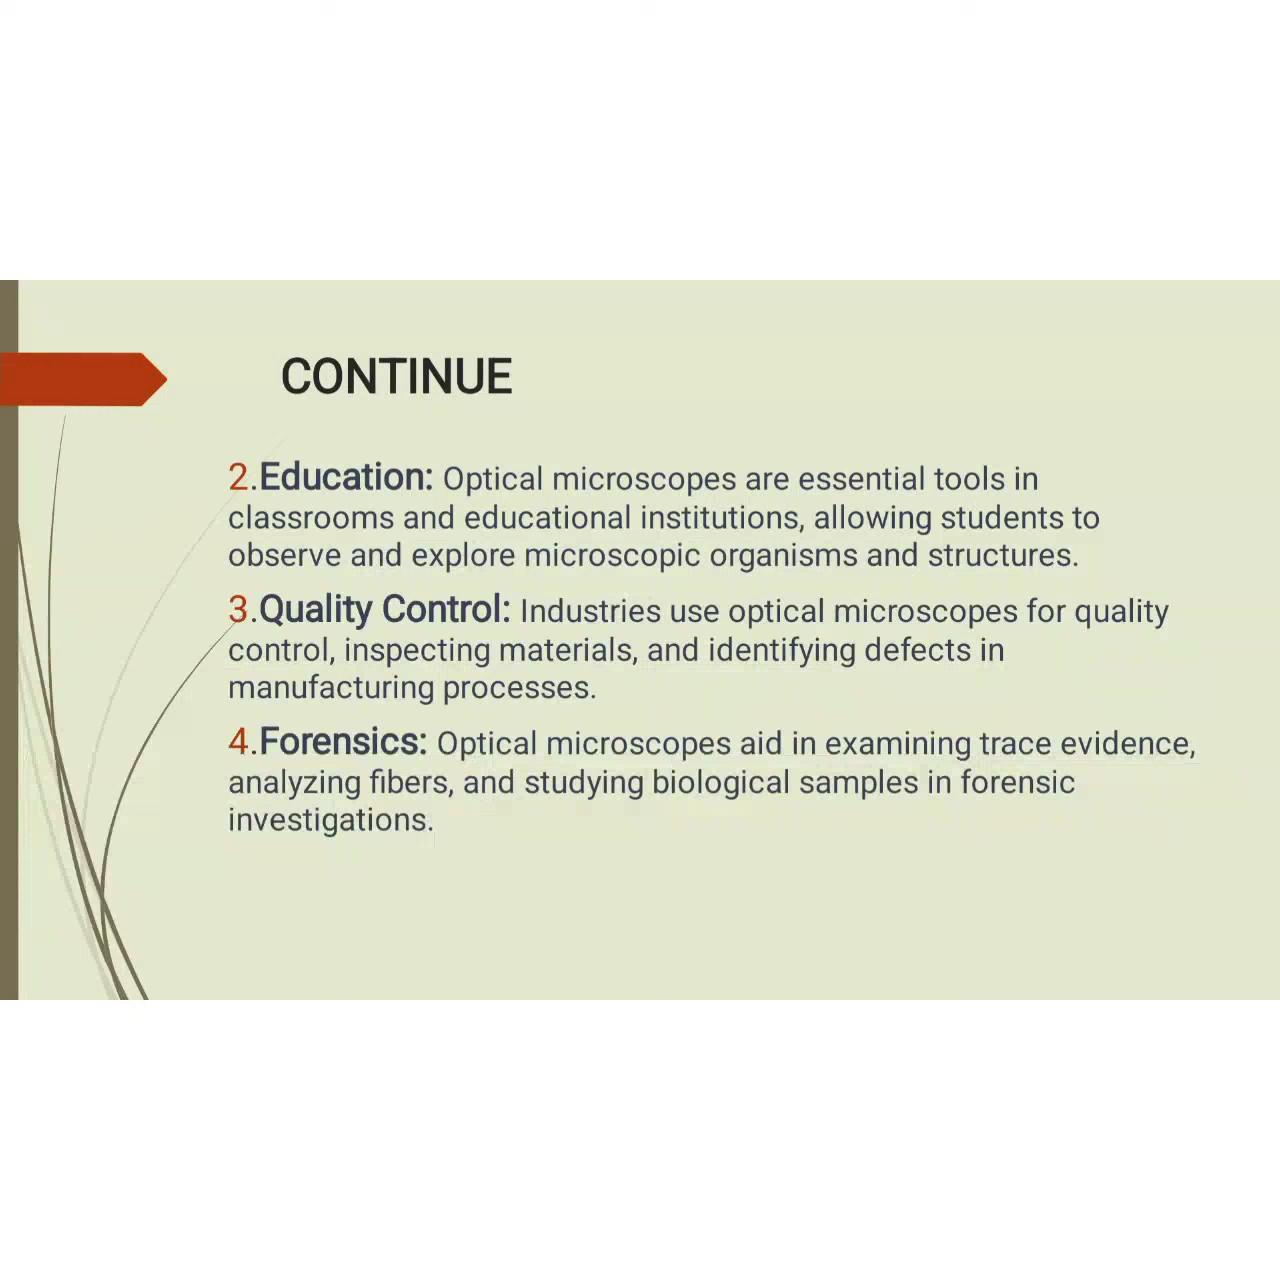 CONTINUE
2.Education: Optical microscopes are essential tools in
classrooms and educational institutions, allowing students to
observe and explore microscopic organisms and structures.
3.Quality Control: Industries use optical microscopes for quality
control, inspecting materials, and identifying defects in
manufacturing processes.
4.Forensics: Optical microscopes aid in examining trace evidence,
analyzing fibers, and studying biological samples in forensic
investigations.